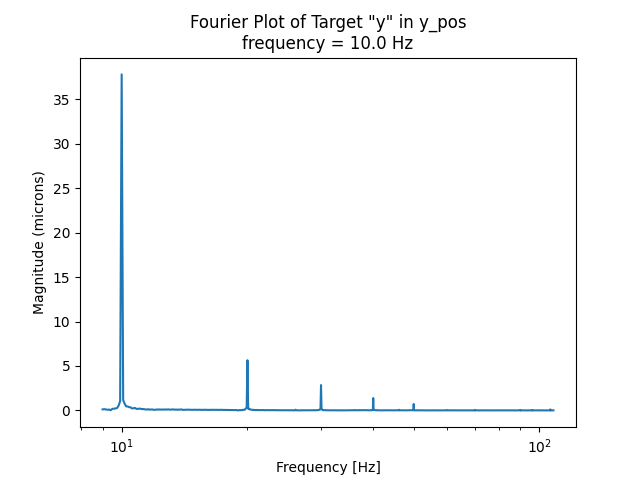 Fourier Plot of Target "y" in y_pos
frequency = 10.0 Hz
35
30
25
20
15
10
5
0
Magnitude (microns)
10¹
10²
Frequency [Hz]